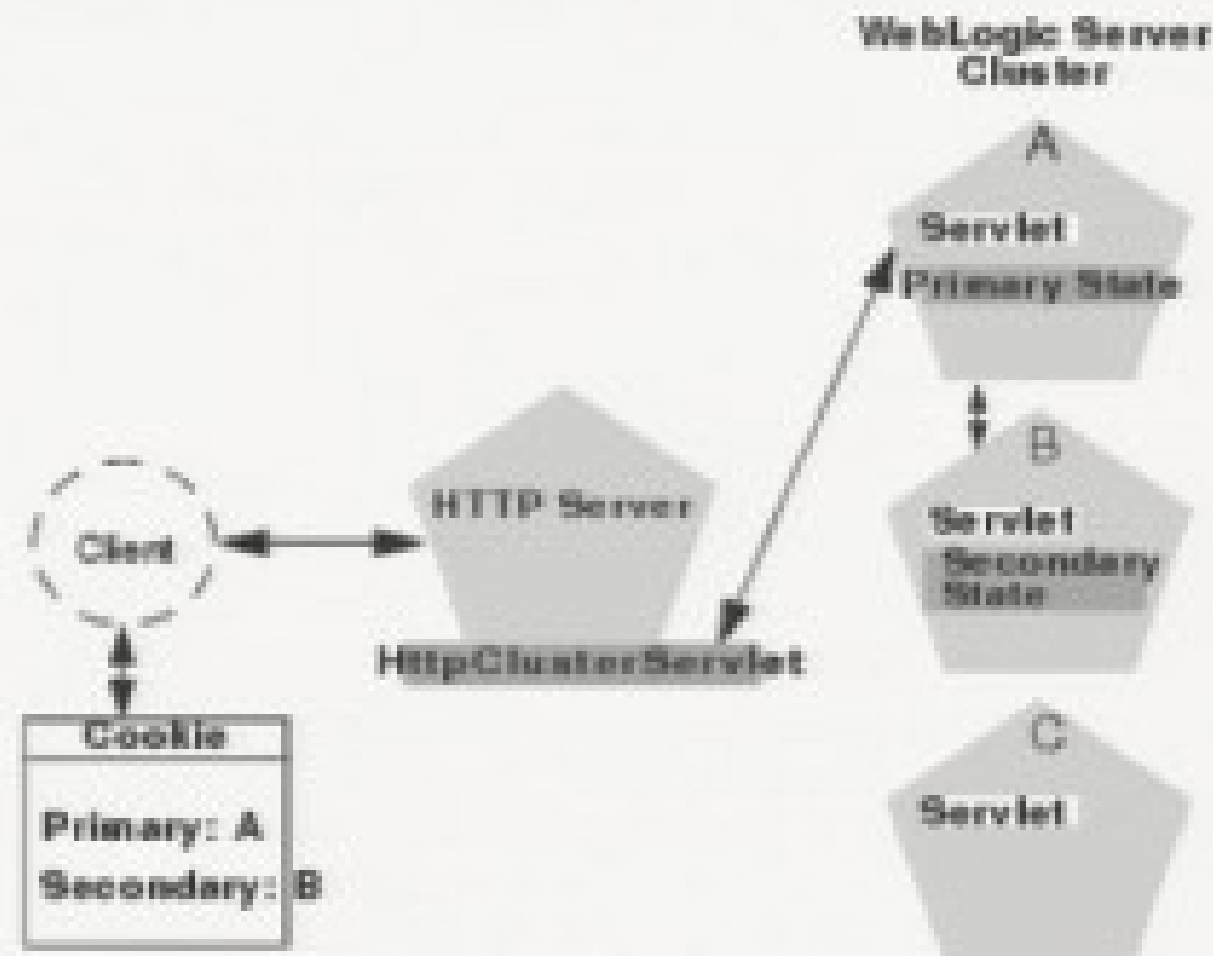 WebLogic Server
Cluster
A
Servlet
Primary State
B
Servlet
Secondary
State
C
Servlet
HTTP Server
HttpClusterServlet
Client
Cookie
Primary: A
Secondary: B